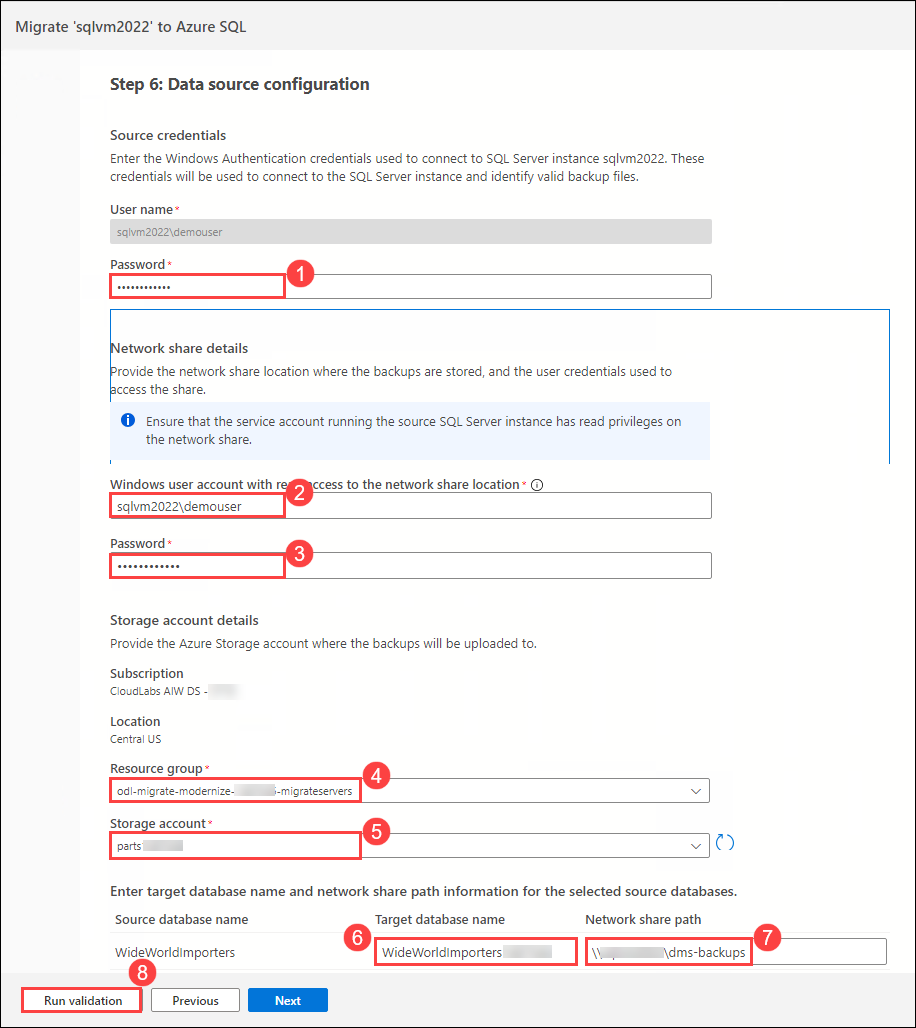 Migrate 'sqlvm2022' to Azure SQL
Step 6: Data source configuration
Source credentials
Enter the Windows Authentication credentials used to connect to SQL Server instance sqlvm2022. These
credentials will be used to connect to the SQL Server instance and identify valid backup files.
User name*
sqlvm2022\demouser
Password*
••••••••••••
1
Network share details
Provide the network share location where the backups are stored, and the user credentials used to
access the share.
Ensure that the service account running the source SQL Server instance has read privileges on
the network share.
Windows user account with read access to the network share location*
2
sqlvm2022\demouser
Password*
3
••••••••••••
Storage account details
Provide the Azure Storage account where the backups will be uploaded to.
Subscription
CloudLabs AIW DS -
Location
Central US
Resource group*
4
odl-migrate-modernize- -migrateservers
Storage account*
5
parts
Enter target database name and network share path information for the selected source databases.
Source database name Target database name Network share path
WideWorldImporters 6 WideWorldImporters \\ \dms-backups 7
8
Run validation Previous Next